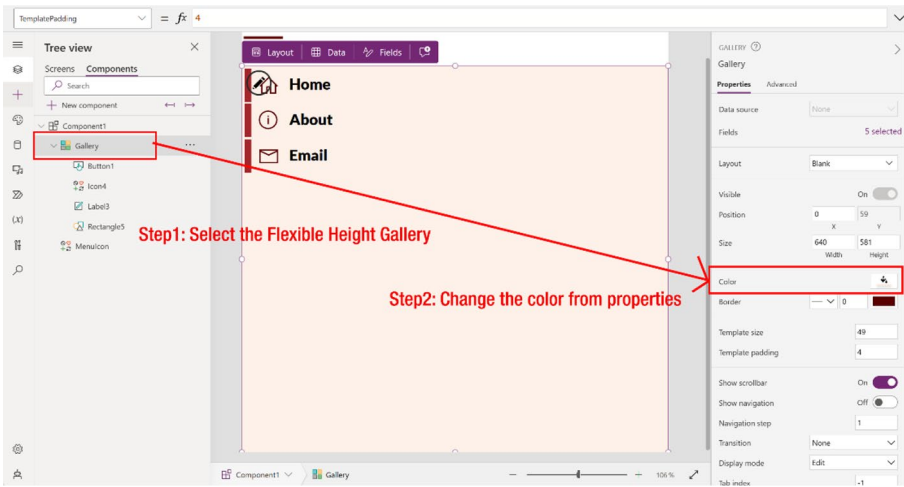 TemplatePadding = fx 4
Tree view
Screens Components
Search
New component
Component1
Gallery ...
Button1
Icon4
Label3
Rectangle5
MenuIcon
Layout Data Fields
Home
About
Email
Step1: Select the Flexible Height Gallery
Step2: Change the color from properties
Component1 Gallery
106 %
GALLERY
Gallery
Properties Advanced
Data source None
Fields 5 selected
Layout Blank
Visible On
Position 0 59
X Y
Size 640 581
Width Height
Color
Border 0
Template size 49
Template padding 4
Show scrollbar On
Show navigation Off
Navigation step 1
Transition None
Display mode Edit
Tab index -1